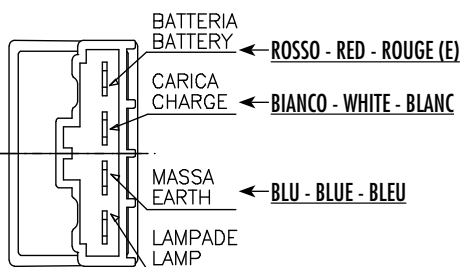 BATTERIA
BATTERY
ROSSO - RED - ROUGE (E)
CARICA
CHARGE
BIANCO - WHITE - BLANC
MASSA
EARTH
BLU - BLUE - BLEU
LAMPADE
LAMP